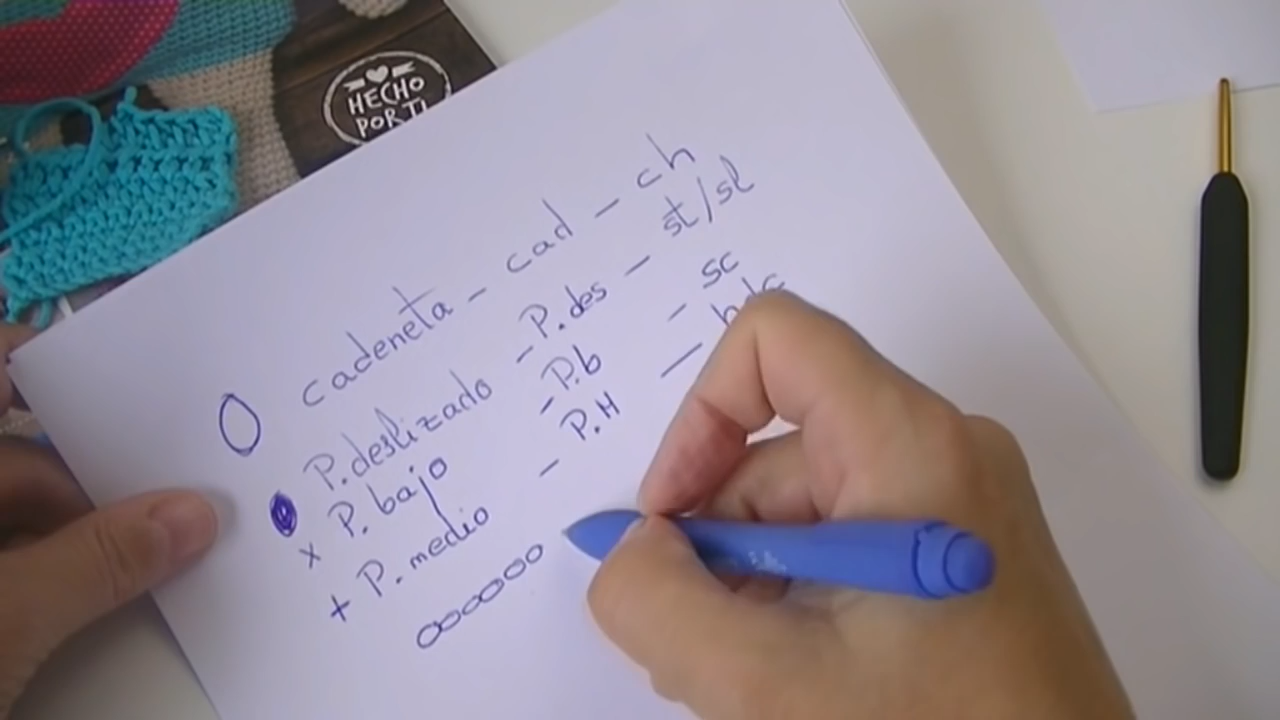 HECHO
POR TI
cadeneta - cad - ch
P. deslizado - P. des - st/sl
x P. bajo - P.b - sc
+ P. medio - P.M -